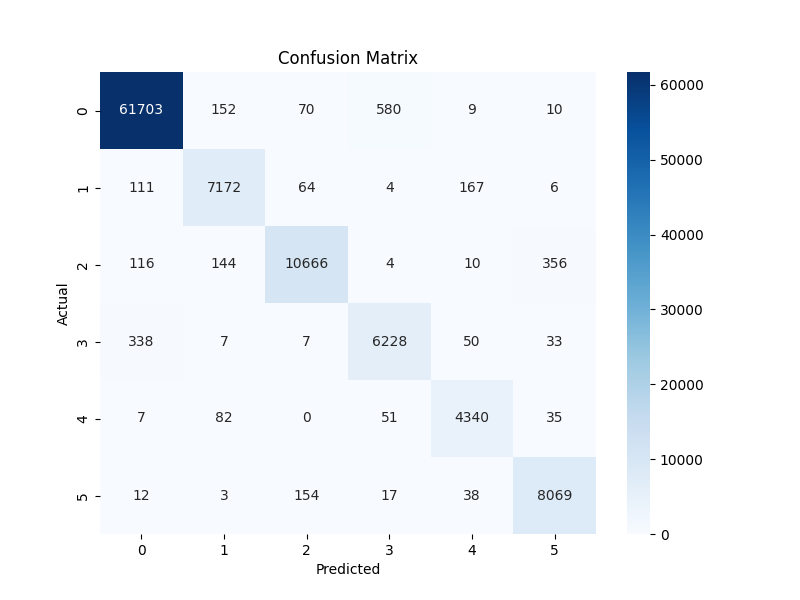 Confusion Matrix
0 61703 152 70 580 9 10
1 111 7172 64 4 167 6
2 116 144 10666 4 10 356
3 338 7 7 6228 50 33
4 7 82 0 51 4340 35
5 12 3 154 17 38 8069
0 1 2 3 4 5
Actual
Predicted
60000
50000
40000
30000
20000
10000
0